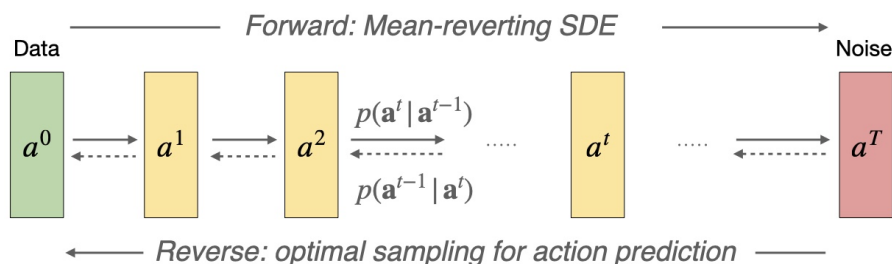 Forward: Mean-reverting SDE
Data
Noise
a^0
a^1
a^2
p(a^t | a^{t-1})
p(a^{t-1} | a^t)
.....
a^t
.....
a^T
Reverse: optimal sampling for action prediction